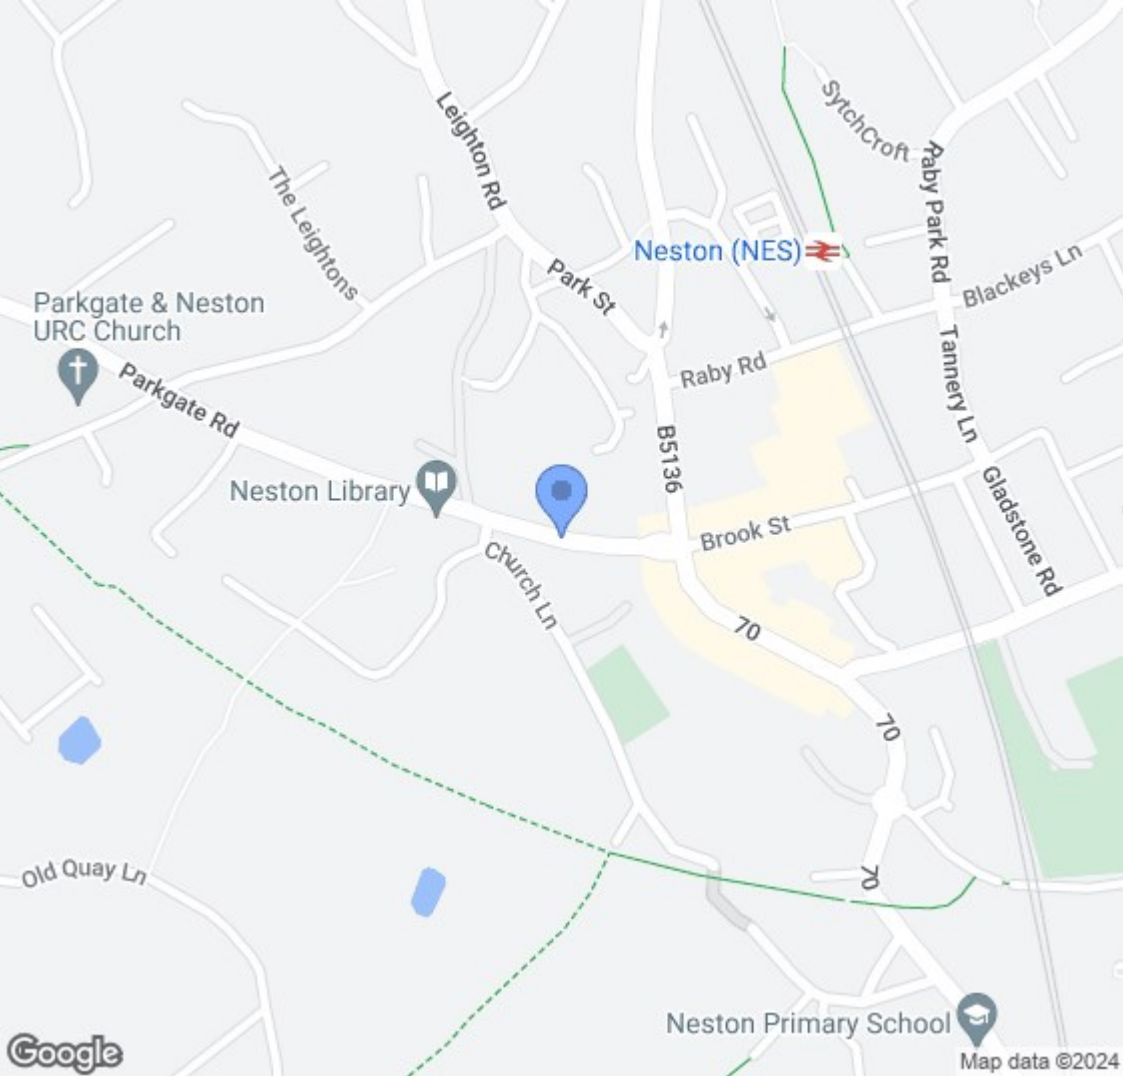 Leighton Rd
SytchCroft
Raby Park Rd
The Leightons
Park St
Neston (NES)
Blackeys Ln
Parkgate & Neston
URC Church
Parkgate Rd
Raby Rd
Tannery Ln
B5136
Neston Library
Brook St
Gladstone Rd
Church Ln
70
70
Old Quay Ln
70
Neston Primary School
Google
Map data ©2024